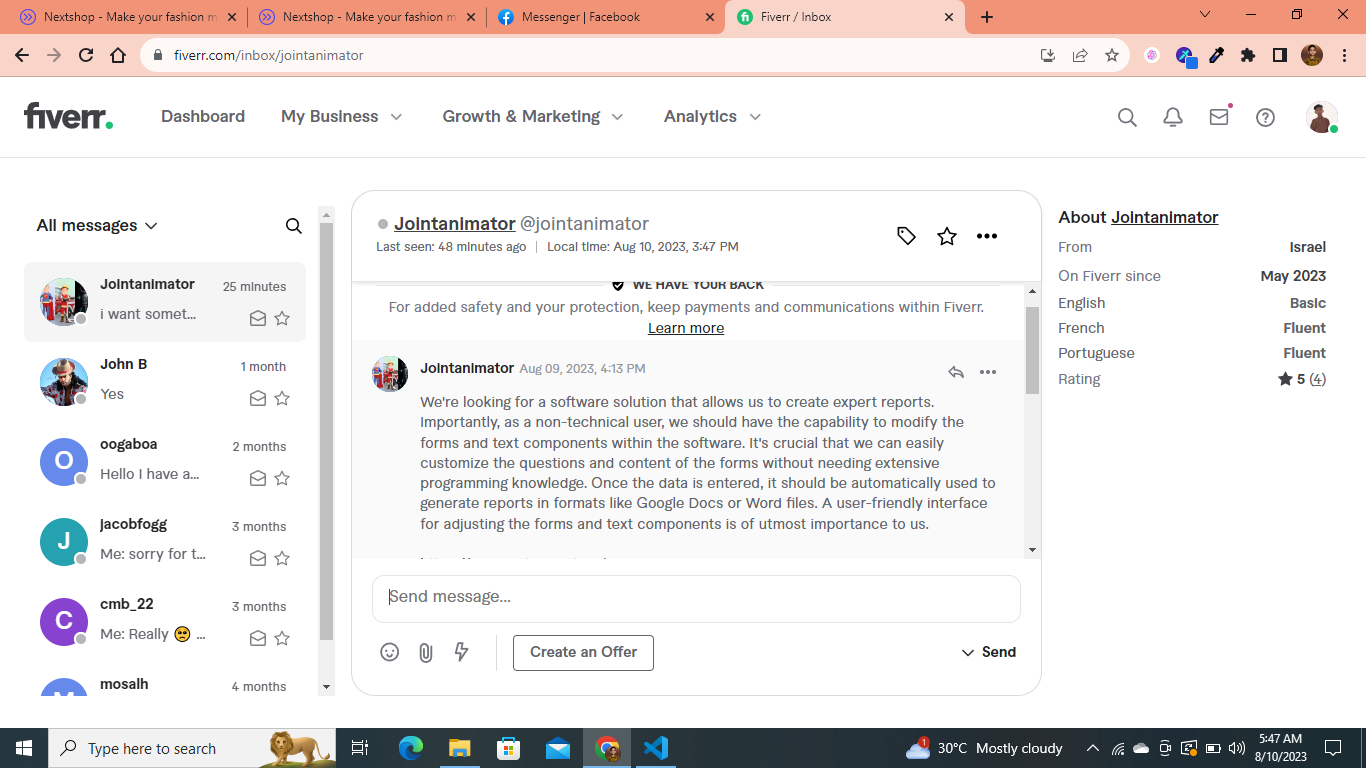 Nextshop - Make your fashion m
Nextshop - Make your fashion m
Messenger | Facebook
Fiverr / Inbox
fiverr.com/inbox/jointanimator
fiverr.
Dashboard
My Business
Growth & Marketing
Analytics
All messages
Jointanimator
25 minutes
i want somet...
John B
1 month
Yes
O
oogaboa
2 months
Hello I have a...
J
jacobfogg
3 months
Me: sorry for t...
C
cmb_22
3 months
Me: Really 🥺 ...
mosalh
4 months
Jointanimator @jointanimator
Last seen: 48 minutes ago | Local time: Aug 10, 2023, 3:47 PM
WE HAVE YOUR BACK
For added safety and your protection, keep payments and communications within Fiverr.
Learn more
Jointanimator Aug 09, 2023, 4:13 PM
We're looking for a software solution that allows us to create expert reports.
Importantly, as a non-technical user, we should have the capability to modify the
forms and text components within the software. It's crucial that we can easily
customize the questions and content of the forms without needing extensive
programming knowledge. Once the data is entered, it should be automatically used to
generate reports in formats like Google Docs or Word files. A user-friendly interface
for adjusting the forms and text components is of utmost importance to us.
Send message...
Create an Offer
Send
About Jointanimator
From Israel
On Fiverr since May 2023
English Basic
French Fluent
Portuguese Fluent
Rating 5 (4)
Type here to search
1
30°C Mostly cloudy
5:47 AM
8/10/2023